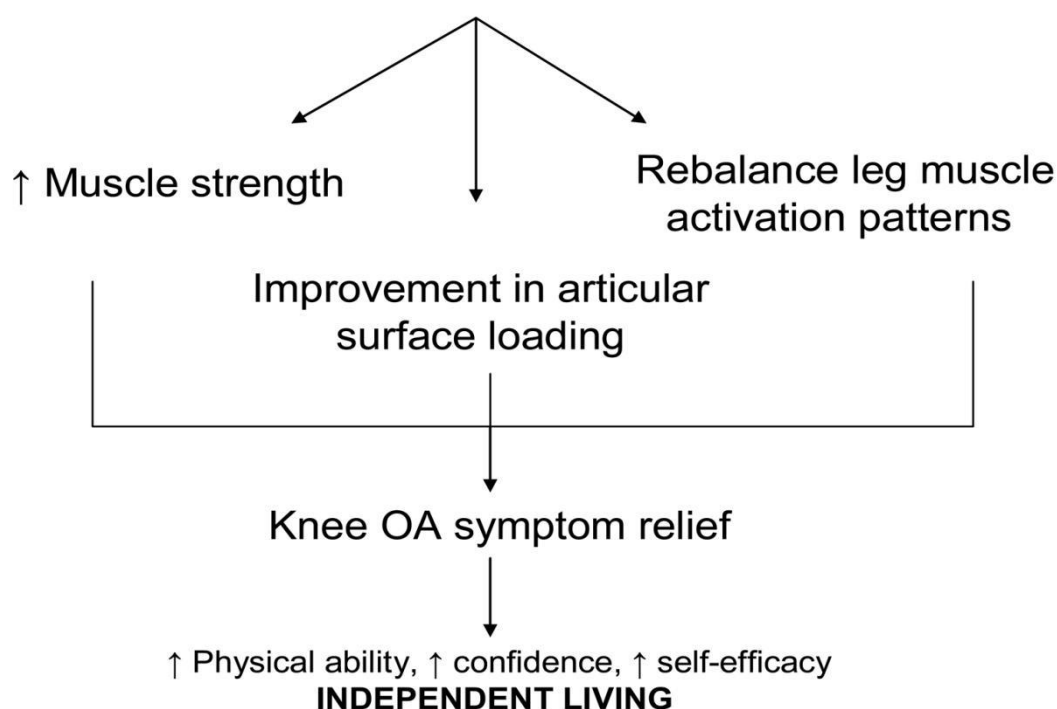 ↑ Muscle strength
Rebalance leg muscle
activation patterns
Improvement in articular
surface loading
Knee OA symptom relief
↑ Physical ability, ↑ confidence, ↑ self-efficacy
INDEPENDENT LIVING